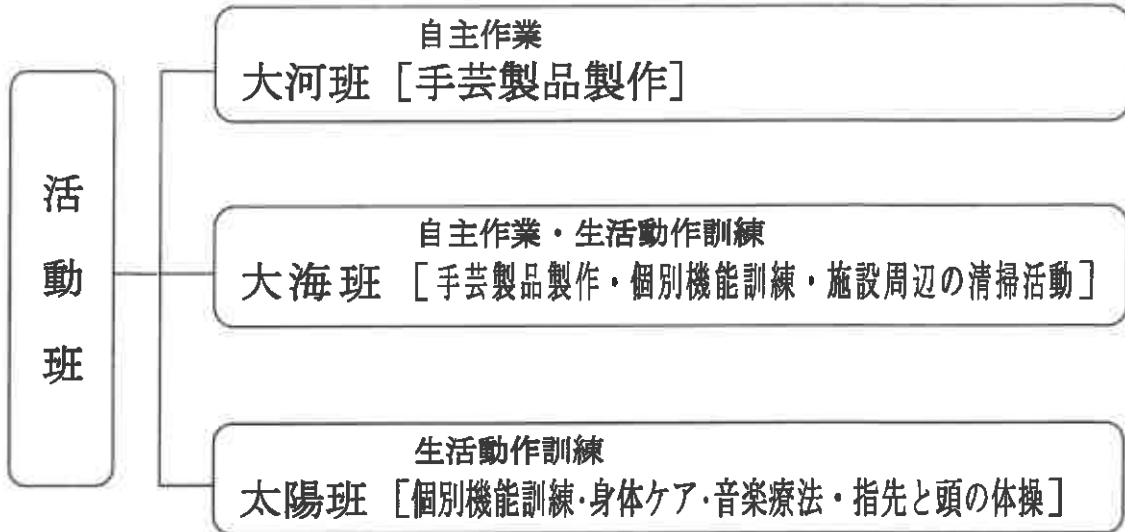 活動班
自主作業
大河班 [手芸製品製作]
自主作業・生活動作訓練
大海班 [手芸製品製作・個別機能訓練・施設周辺の清掃活動]
生活動作訓練
太陽班 [個別機能訓練・身体ケア・音楽療法・指先と頭の体操]